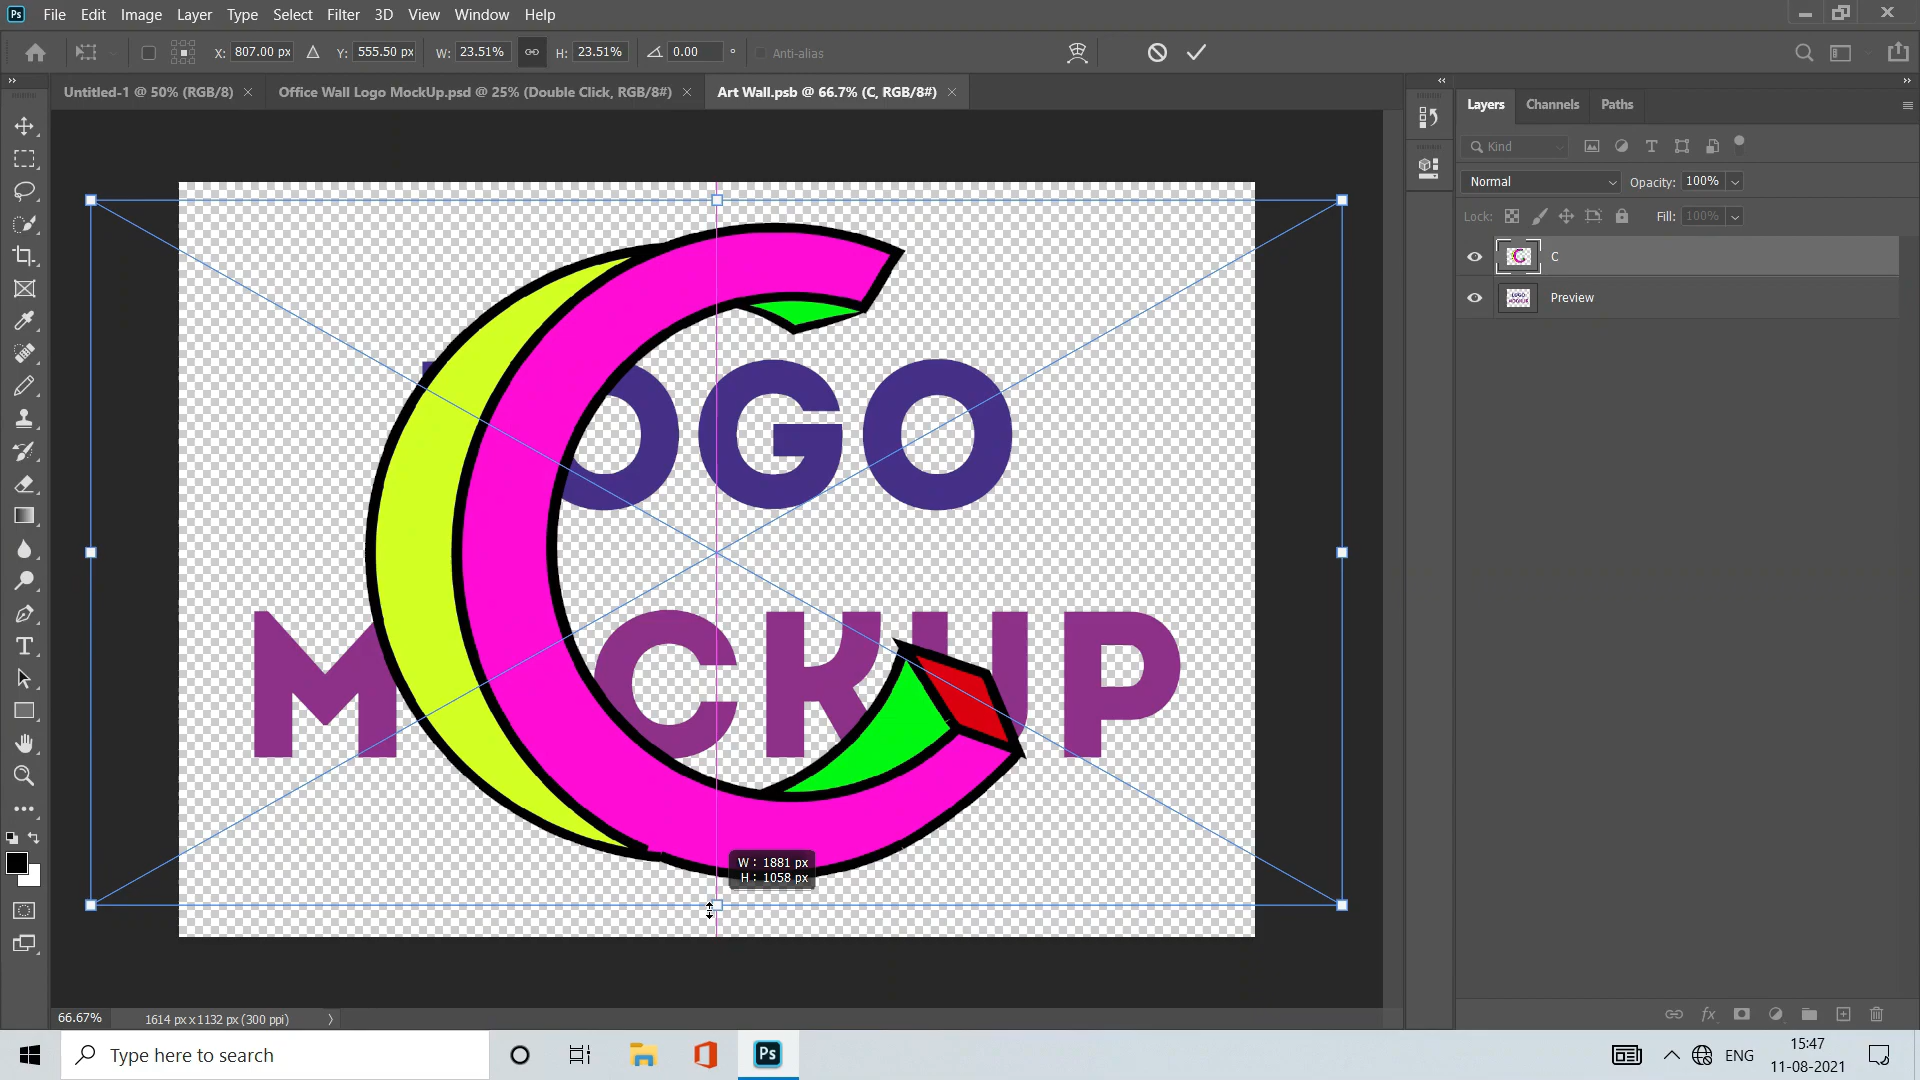 Ps File Edit Image Layer Type Select Filter 3D View Window Help
X: 807.00 px Y: 555.50 px W: 23.51% H: 23.51% 0.00 ° Anti-alias
Untitled-1 @ 50% (RGB/8) × Office Wall Logo MockUp.psd @ 25% (Double Click, RGB/8#) × Art Wall.psb @ 66.7% (C, RGB/8#) ×
Layers Channels Paths
Kind
Normal Opacity: 100%
Lock: Fill: 100%
C
Preview
LOGO
MOCKUP
W: 1881 px
H: 1058 px
66.67% 1614 px x 1132 px (300 ppi)
Type here to search
Ps
ENG
15:47
11-08-2021